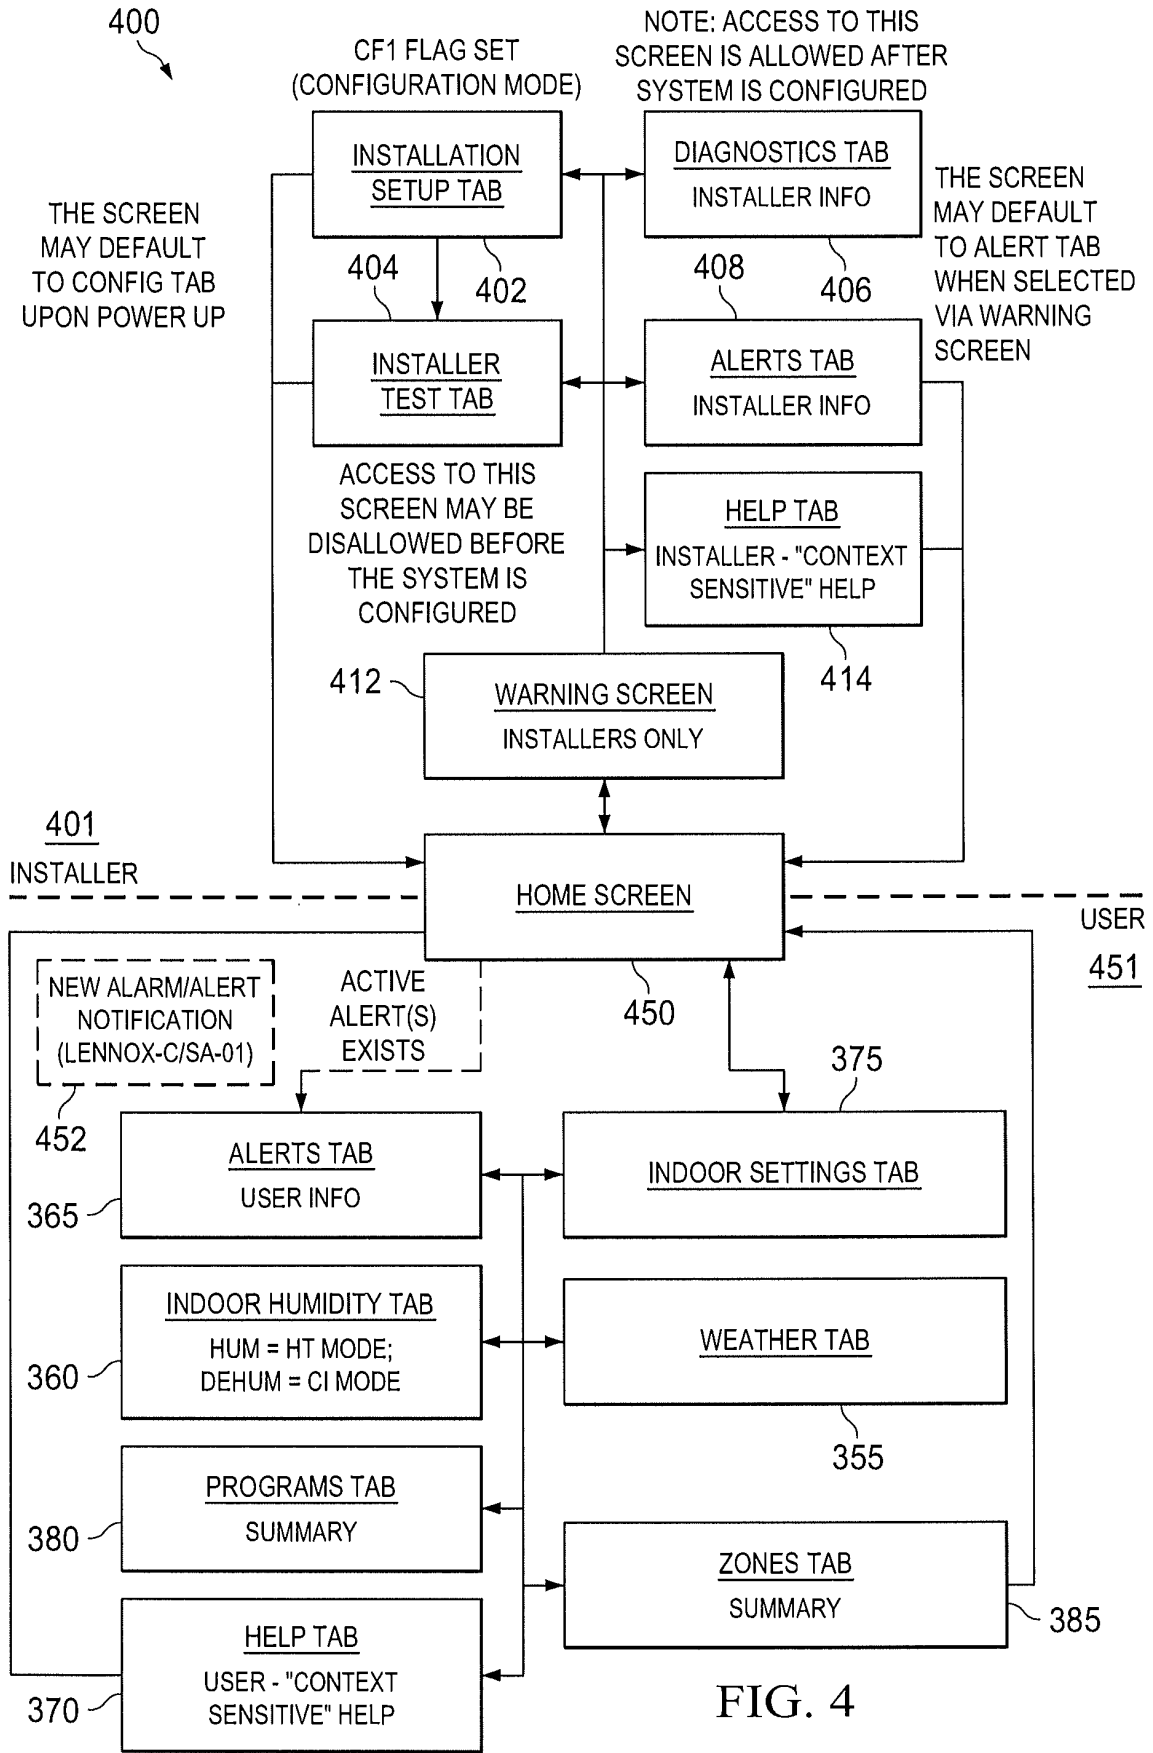 400
CF1 FLAG SET
(CONFIGURATION MODE)
NOTE: ACCESS TO THIS
SCREEN IS ALLOWED AFTER
SYSTEM IS CONFIGURED
INSTALLATION
SETUP TAB
DIAGNOSTICS TAB
INSTALLER INFO
THE SCREEN
MAY DEFAULT
TO CONFIG TAB
UPON POWER UP
THE SCREEN
MAY DEFAULT
TO ALERT TAB
WHEN SELECTED
VIA WARNING
SCREEN
404
402
408
406
INSTALLER
TEST TAB
ALERTS TAB
INSTALLER INFO
ACCESS TO THIS
SCREEN MAY BE
DISALLOWED BEFORE
THE SYSTEM IS
CONFIGURED
HELP TAB
INSTALLER - "CONTEXT
SENSITIVE" HELP
414
412
WARNING SCREEN
INSTALLERS ONLY
401
INSTALLER
HOME SCREEN
USER
451
450
NEW ALARM/ALERT
NOTIFICATION
(LENNOX-C/SA-01)
452
ACTIVE
ALERT(S)
EXISTS
375
ALERTS TAB
USER INFO
365
INDOOR SETTINGS TAB
INDOOR HUMIDITY TAB
HUM = HT MODE;
DEHUM = CI MODE
360
WEATHER TAB
355
PROGRAMS TAB
SUMMARY
380
ZONES TAB
SUMMARY
385
HELP TAB
USER - "CONTEXT
SENSITIVE" HELP
370
FIG. 4